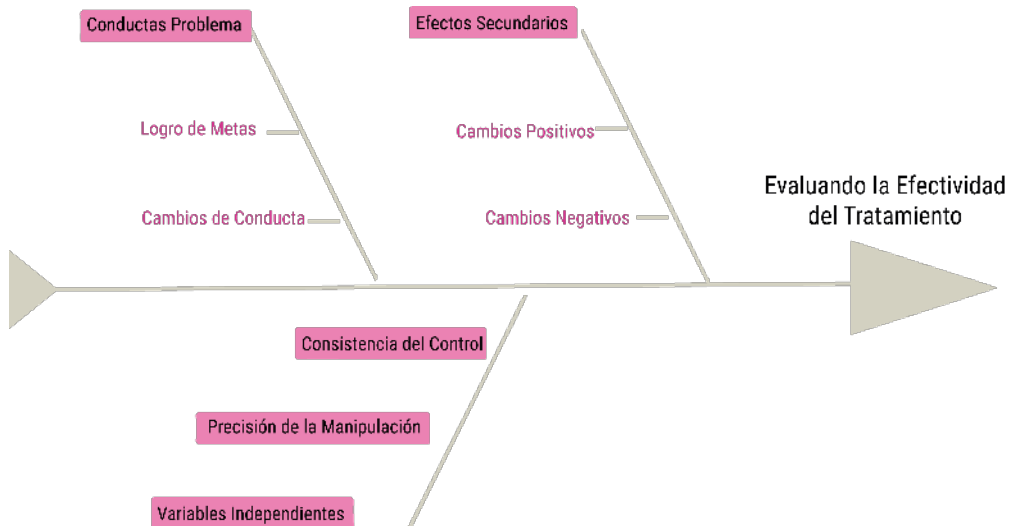 Conductas Problema
Efectos Secundarios
Logro de Metas
Cambios Positivos
Cambios de Conducta
Cambios Negativos
Evaluando la Efectividad
del Tratamiento
Consistencia del Control
Precisión de la Manipulación
Variables Independientes